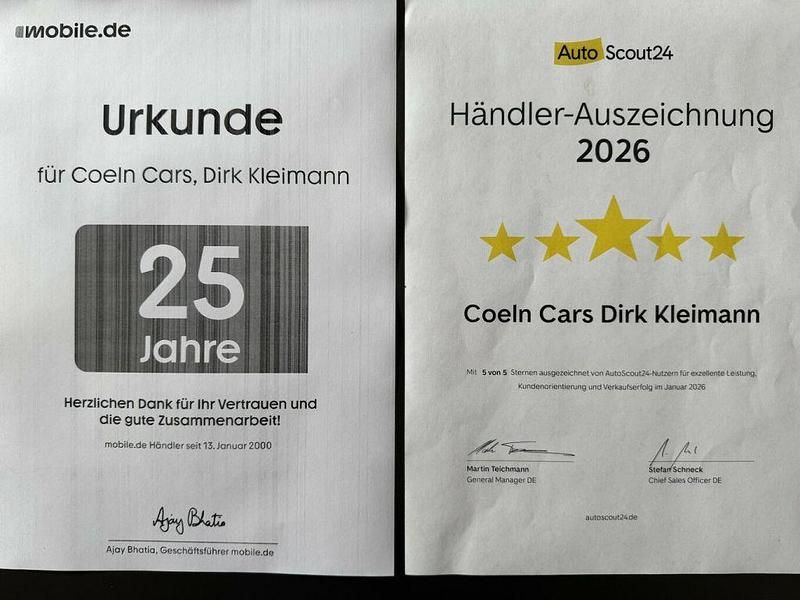 mobile.de
Urkunde
für Coeln Cars, Dirk Kleimann
25
Jahre
Herzlichen Dank für Ihr Vertrauen und
die gute Zusammenarbeit!
mobile.de Händler seit 13. Januar 2000
Ajay Bhatia
Ajay Bhatia, Geschäftsführer mobile.de
AutoScout24
Händler-Auszeichnung
2026
Coeln Cars Dirk Kleimann
Mit 5 von 5 Sternen ausgezeichnet von AutoScout24-Nutzern für exzellente Leistung,
Kundenorientierung und Verkaufserfolg im Januar 2026
Martin Teichmann
General Manager DE
Stefan Schneck
Chief Sales Officer DE
autoscout24.de